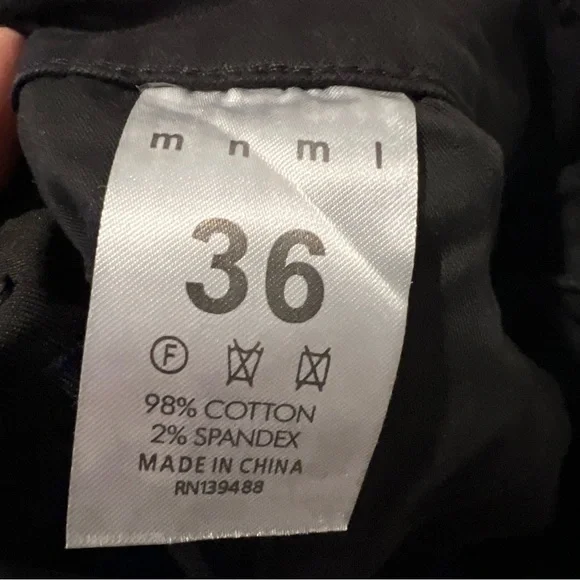 m n m l
36
F
98% COTTON
2% SPANDEX
MADE IN CHINA
RN139488